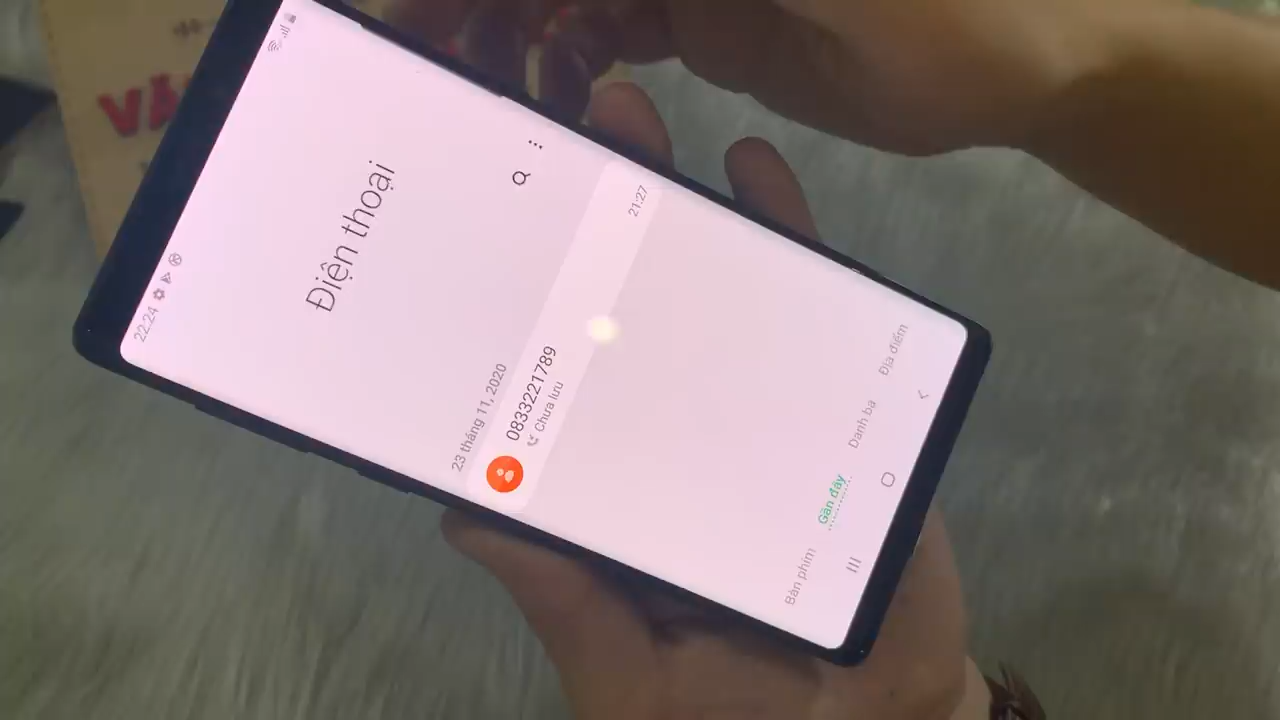 22:24
Điện thoại
23 tháng 11, 2020
0833221789
Chưa lưu
21:27
Bàn phím
Gần đây
Danh bạ
Địa điểm